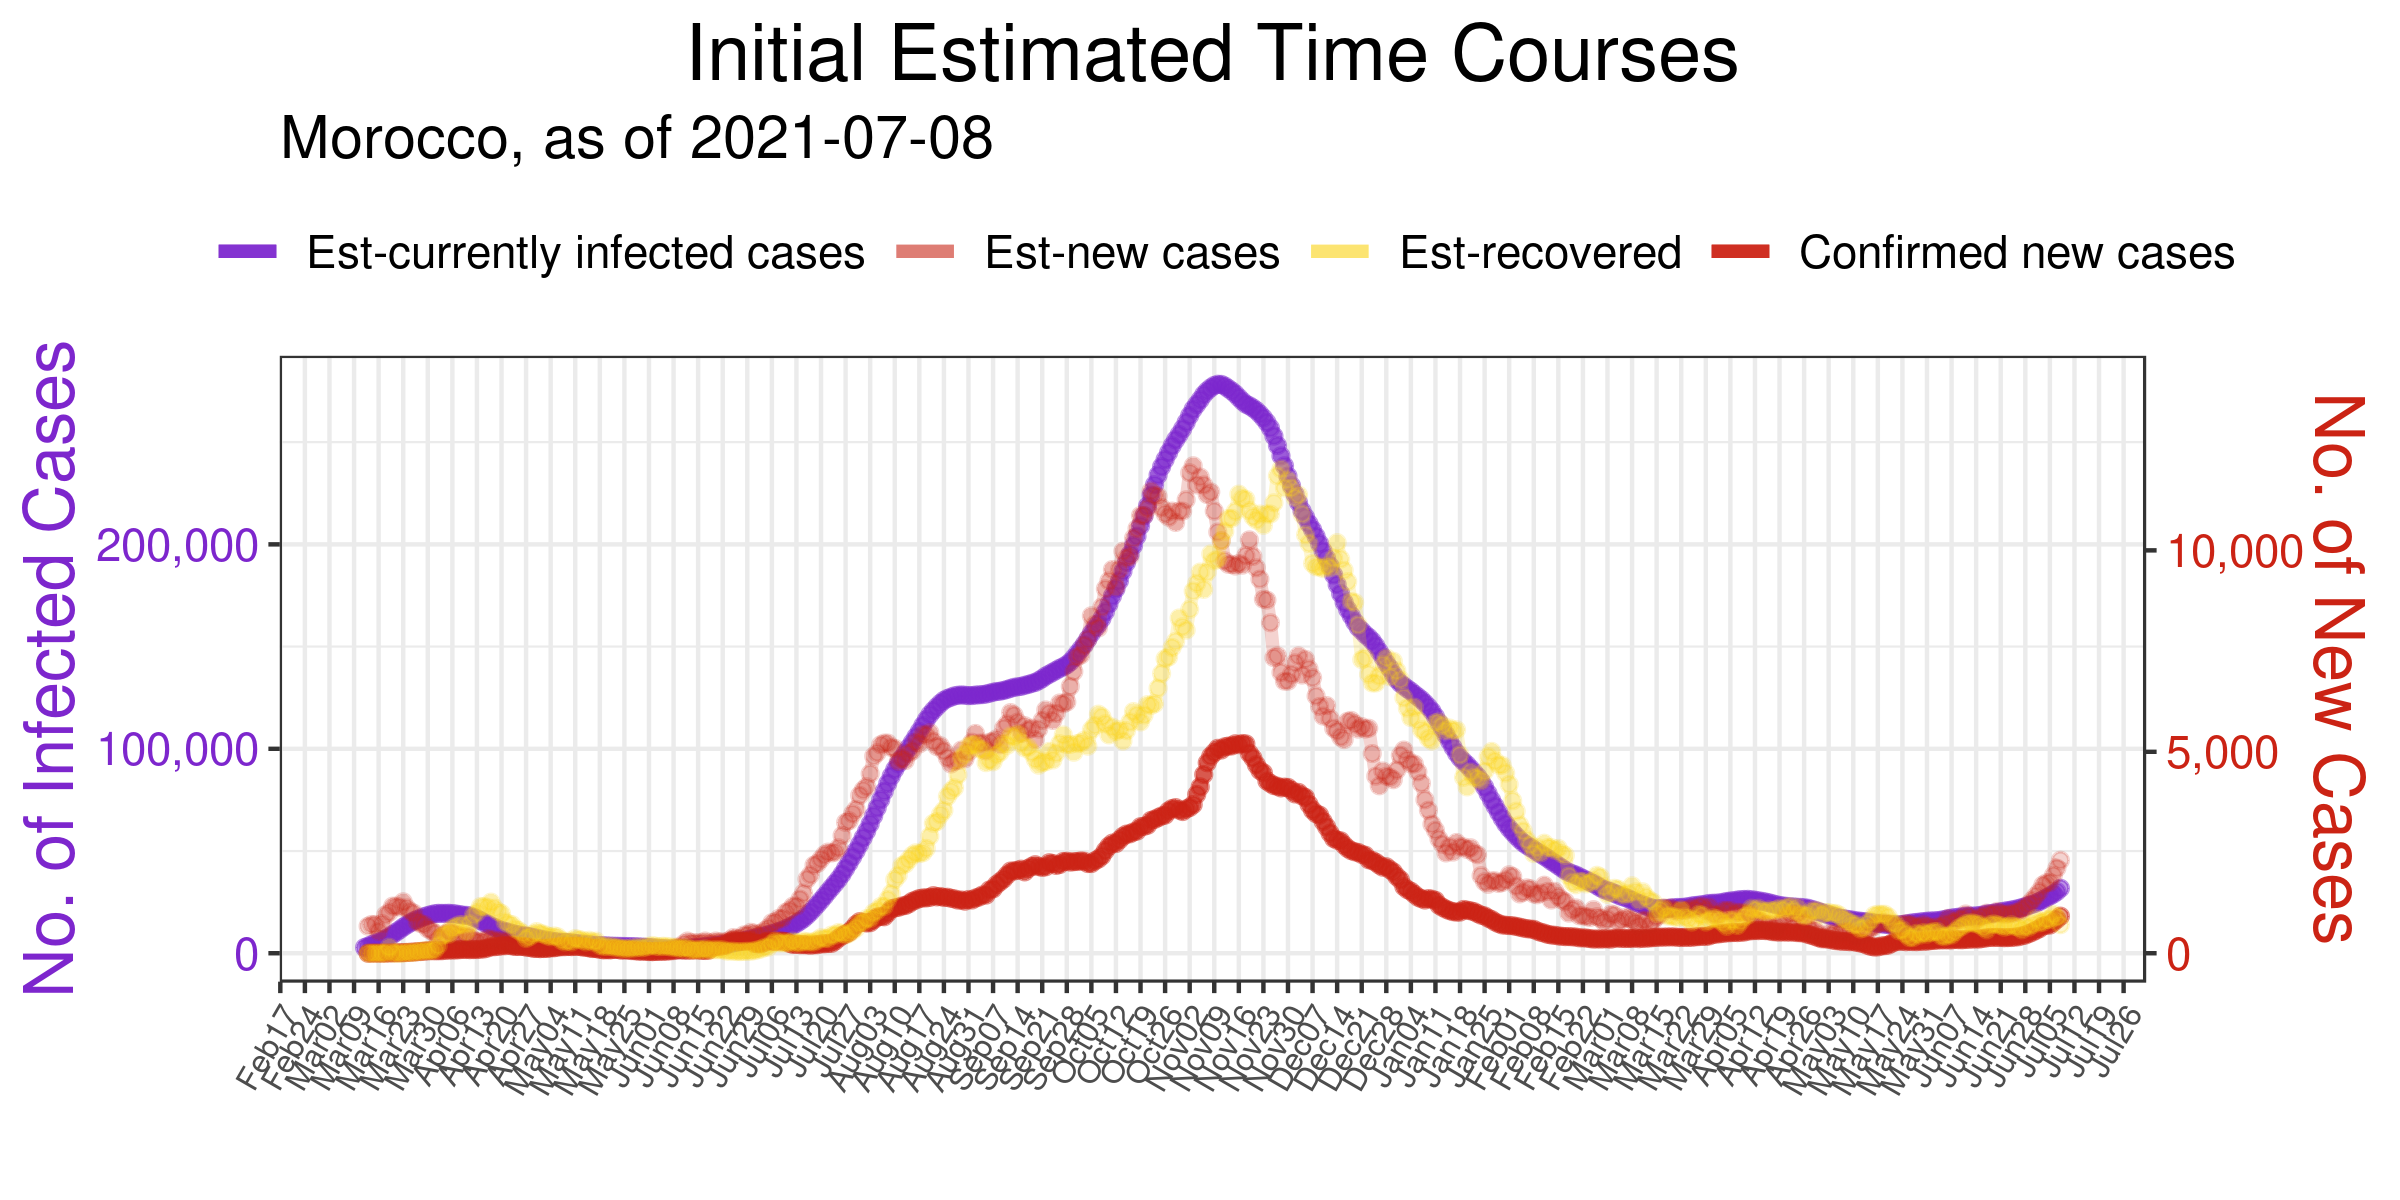 Initial Estimated Time Courses
Morocco, as of 2021-07-08
Est-currently infected cases
Est-new cases
Est-recovered
Confirmed new cases
No. of Infected Cases
200,000
100,000
0
No. of New Cases
10,000
5,000
0
Feb17
Feb24
Mar02
Mar09
Mar16
Mar23
Mar30
Apr06
Apr13
Apr20
Apr27
May04
May11
May18
May25
Jun01
Jun08
Jun15
Jun22
Jun29
Jul06
Jul13
Jul20
Jul27
Aug03
Aug10
Aug17
Aug24
Aug31
Sep07
Sep14
Sep21
Sep28
Oct05
Oct12
Oct19
Oct26
Nov02
Nov09
Nov16
Nov23
Nov30
Dec07
Dec14
Dec21
Dec28
Jan04
Jan11
Jan18
Jan25
Feb01
Feb08
Feb15
Feb22
Mar01
Mar08
Mar15
Mar22
Mar29
Apr05
Apr12
Apr19
Apr26
May03
May10
May17
May24
May31
Jun07
Jun14
Jun21
Jun28
Jul05
Jul12
Jul19
Jul26